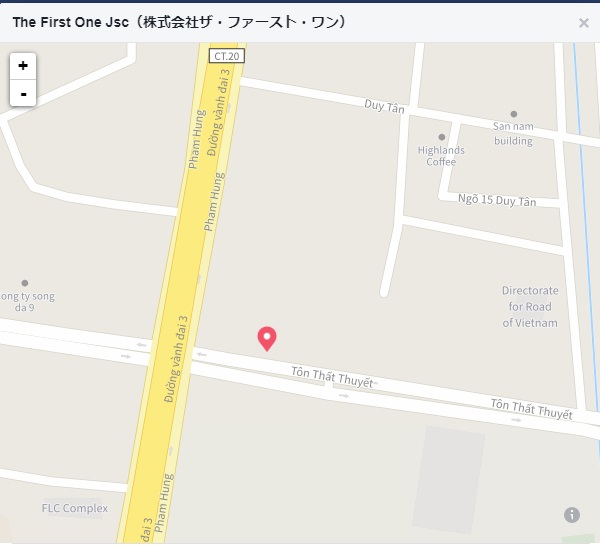 The First One Jsc（株式会社ザ・ファースト・ワン）
×
+
-
CT.20
Duy Tân
San nam
building
Highlands
Coffee
Ngõ 15 Duy Tân
Pham Hung
Đường vành đai 3
Pham Hung
Directorate
for Road
of Vietnam
ong ty song
da 9
Đường vành đai 3
Tôn Thất Thuyết
Tôn Thất Thuyết
FLC Complex
Pham Hung
đai 3